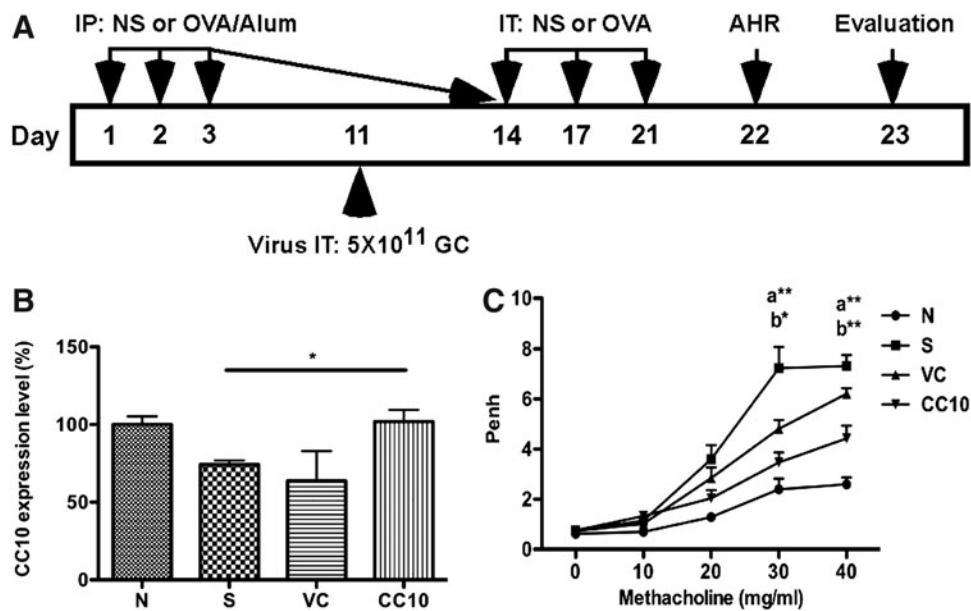 A
IP: NS or OVA/Alum IT: NS or OVA AHR Evaluation
Day 1 2 3 11 14 17 21 22 23
Virus IT: 5X10¹¹ GC
B
CC10 expression level (%)
150
100
50
0
*
N S VC CC10
C
Penh
10
8
6
4
2
0
a** a**
b* b**
N
S
VC
CC10
0 10 20 30 40
Methacholine (mg/ml)